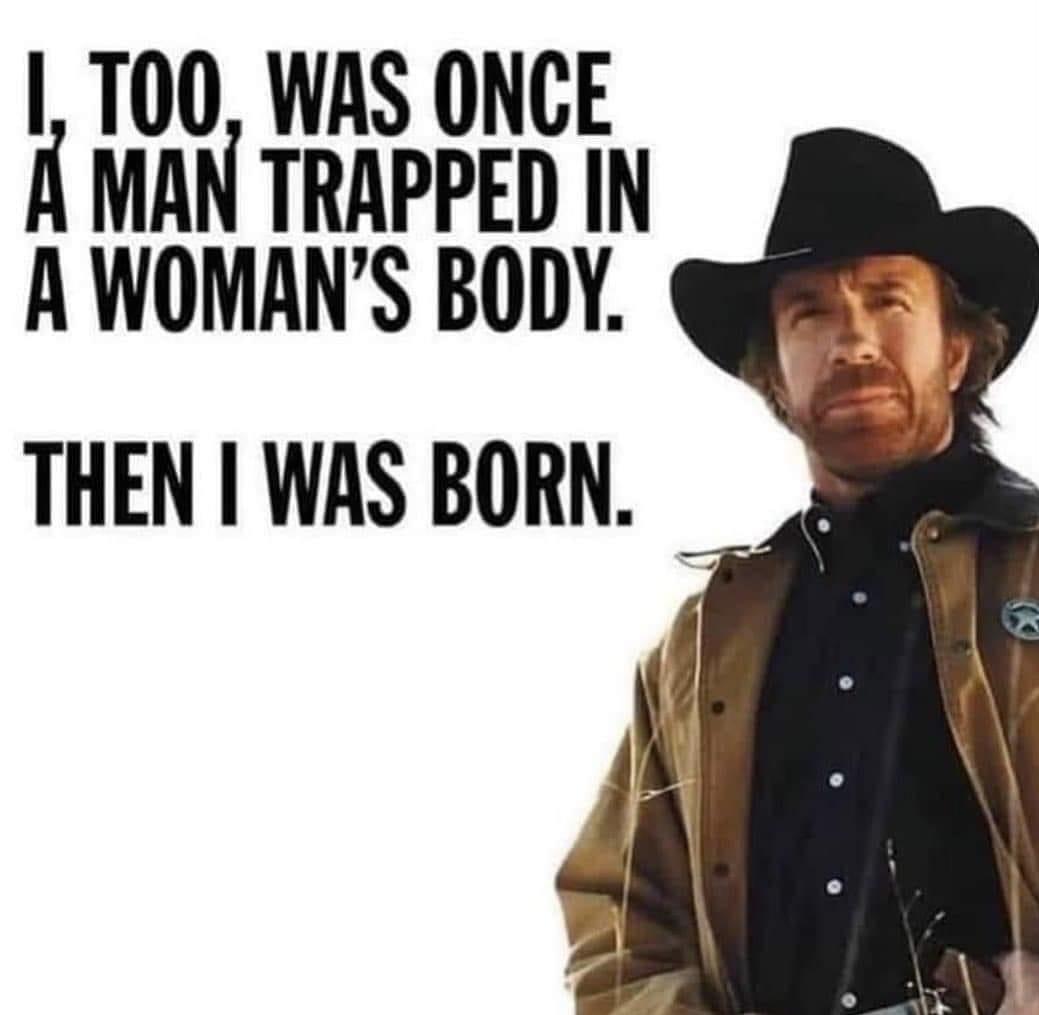 I, TOO, WAS ONCE
A MAN TRAPPED IN
A WOMAN’S BODY.
THEN I WAS BORN.